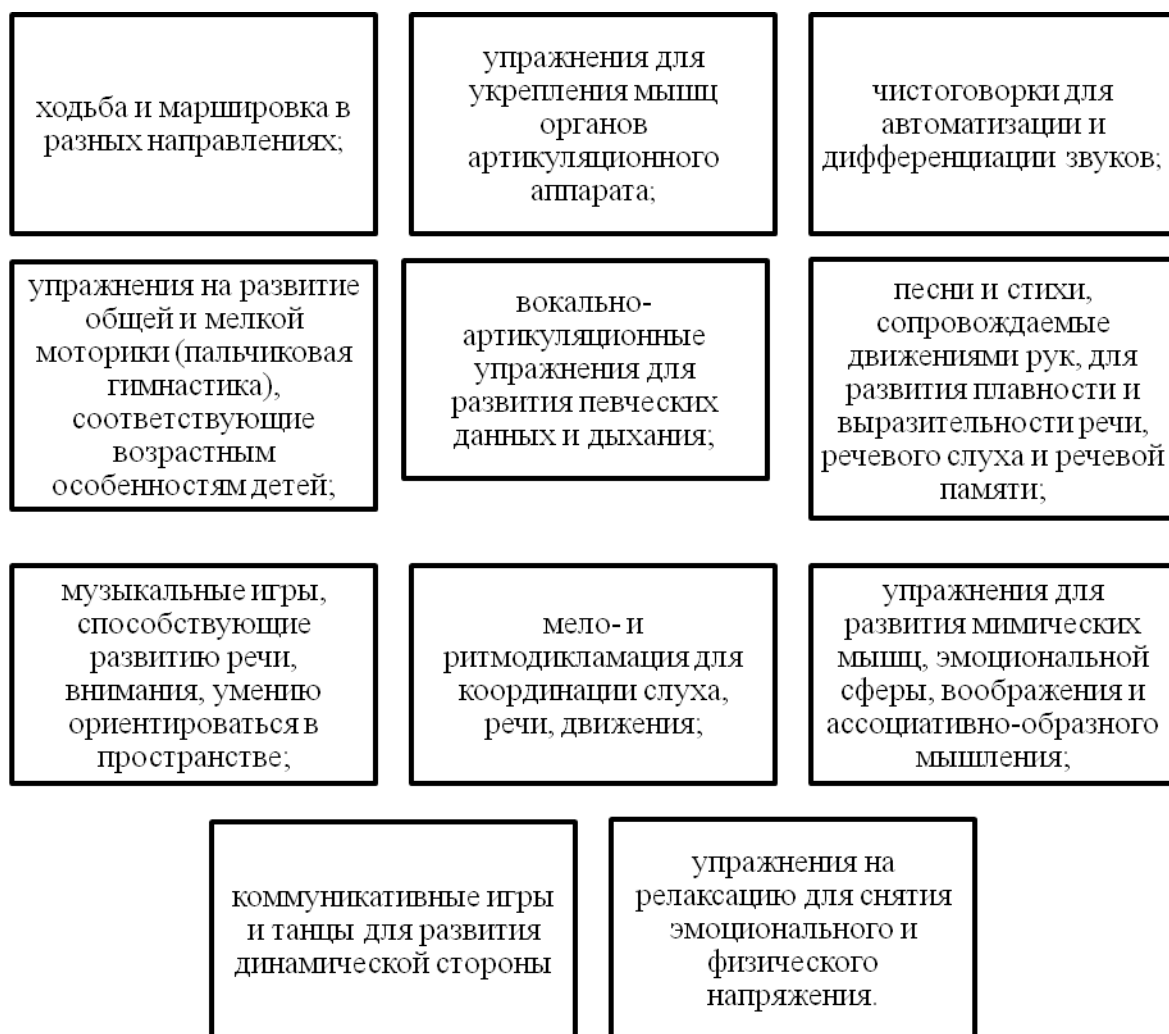 ходьба и маршировка в
разных направлениях;
упражнения для
укрепления мышц
органов
артикуляционного
аппарата;
чистоговорки для
автоматизации и
дифференциации звуков;
упражнения на развитие
общей и мелкой
моторики (пальчиковая
гимнастика),
соответствующие
возрастным
особенностям детей;
вокально-
артикуляционные
упражнения для
развития певческих
данных и дыхания;
песни и стихи,
сопровождаемые
движениями рук, для
развития плавности и
выразительности речи,
речевого слуха и речевой
памяти;
музыкальные игры,
способствующие
развитию речи,
внимания, умению
ориентироваться в
пространстве;
мело- и
ритмодикламация для
координации слуха,
речи, движения;
упражнения для
развития мимических
мышц, эмоциональной
сферы, воображения и
ассоциативно-образного
мышления;
коммуникативные игры
и танцы для развития
динамической стороны
упражнения на
релаксацию для снятия
эмоционального и
физического
напряжения.